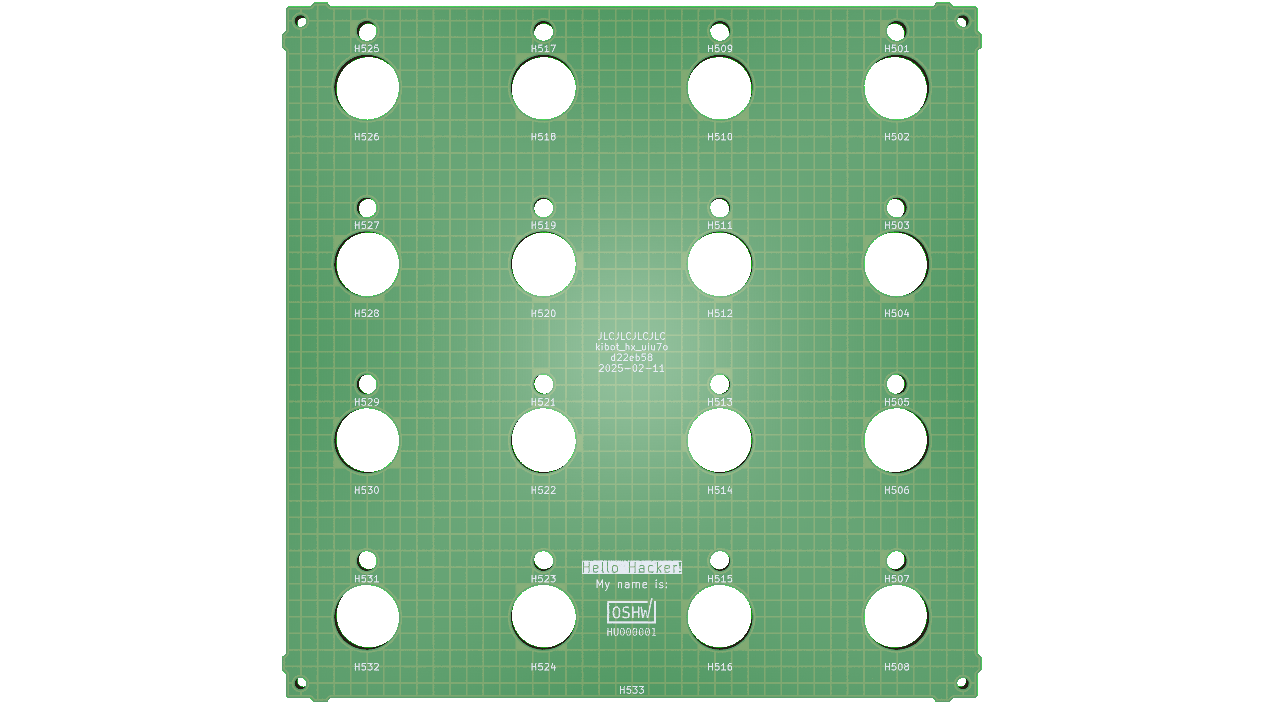 H525 H517 H509 H501
H526 H518 H510 H502
H527 H519 H511 H503
H528 H520 H512 H504
JLCJLCJLCJLC
kibot_hx_uiu7o
d22eb58
2025-02-11
H529 H521 H513 H505
H530 H522 H514 H506
Hello Hacker!
H531 H523 H515 H507
My name is:
OSHW
HU000001
H532 H524 H516 H508
H533